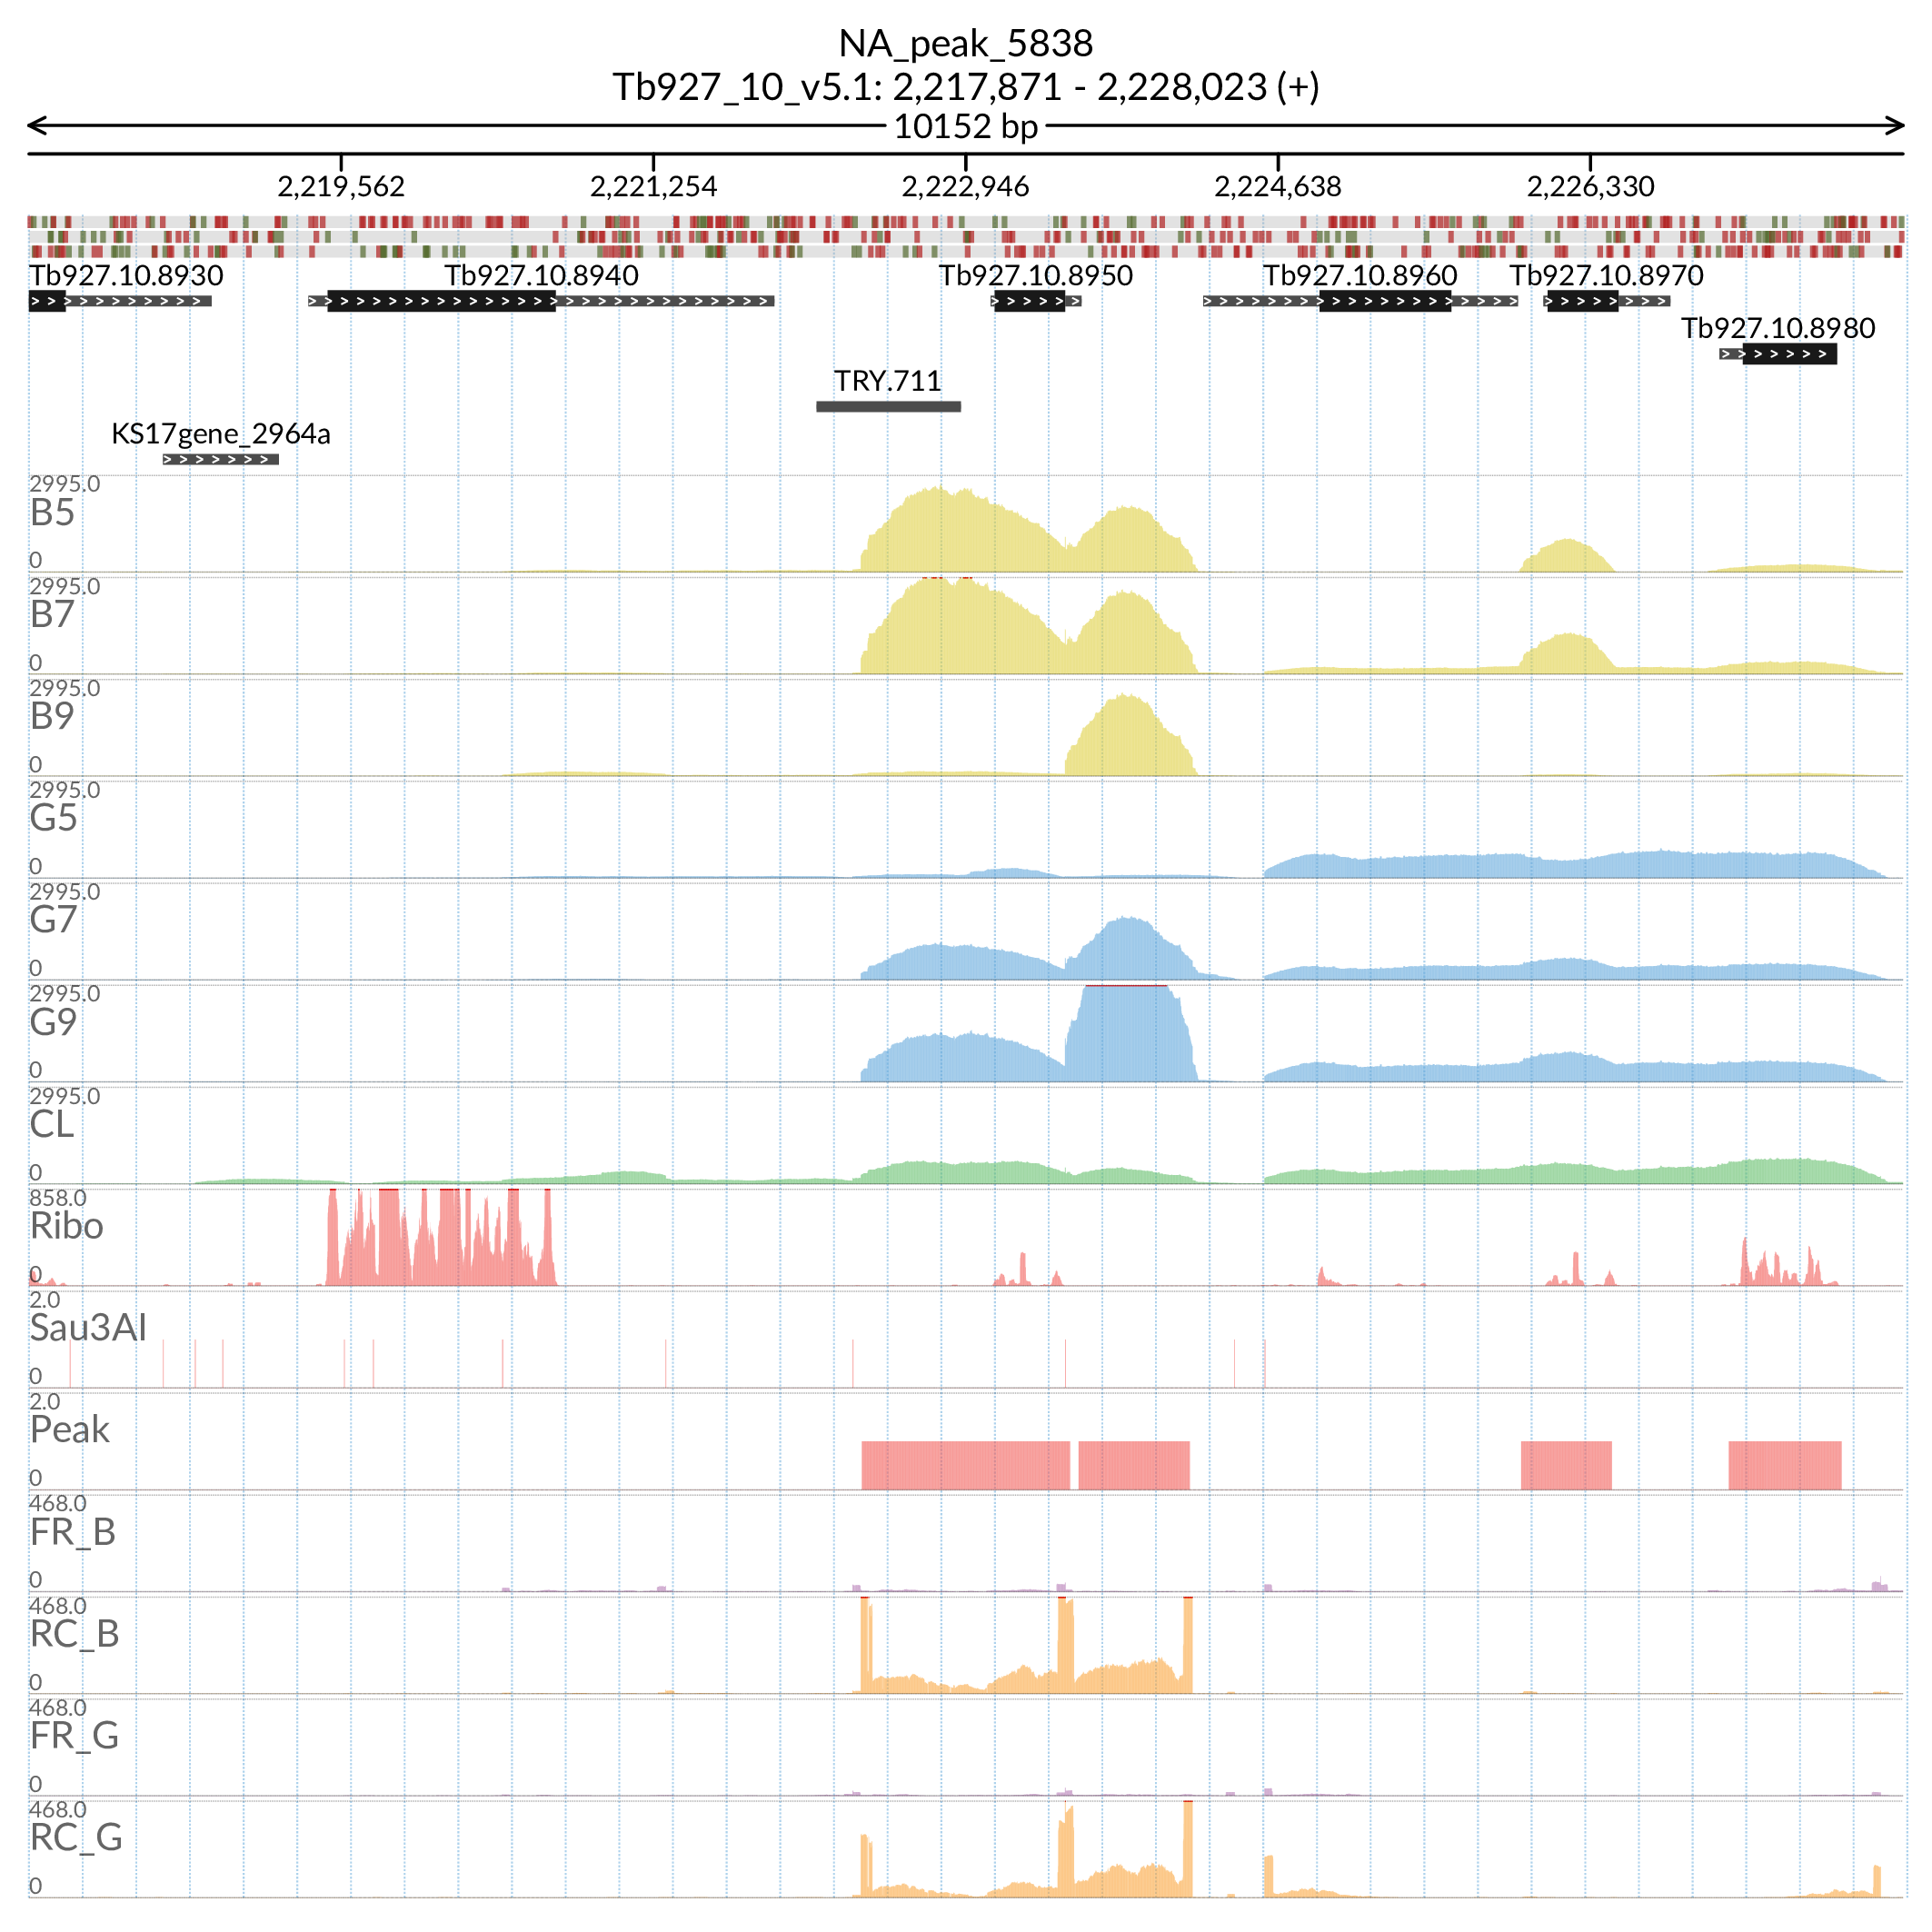 NA_peak_5838
Tb927_10_v5.1: 2,217,871 - 2,228,023 (+)
10152 bp
2,219,562 2,221,254 2,222,946 2,224,638 2,226,330
Tb927.10.8930 Tb927.10.8940 Tb927.10.8950 Tb927.10.8960 Tb927.10.8970
Tb927.10.8980
TRY.711
KS17gene_2964a
2995.0
B5
0
2995.0
B7
0
2995.0
B9
0
2995.0
G5
0
2995.0
G7
0
2995.0
G9
0
2995.0
CL
0
858.0
Ribo
0
2.0
Sau3AI
0
2.0
Peak
0
468.0
FR_B
0
468.0
RC_B
0
468.0
FR_G
0
468.0
RC_G
0